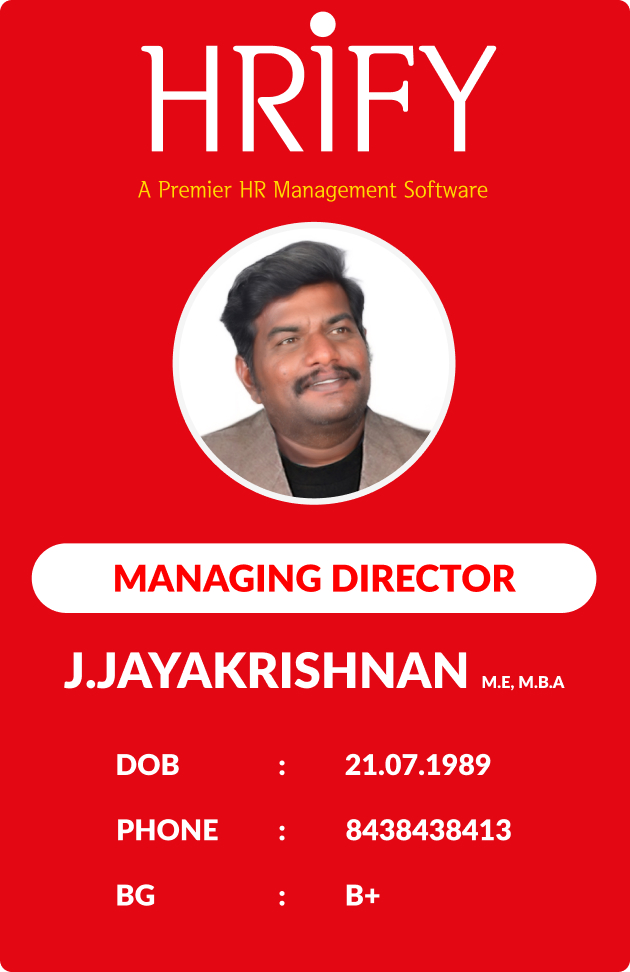 HRiFY
A Premier HR Management Software
MANAGING DIRECTOR
J.JAYAKRISHNAN M.E, M.B.A
DOB : 21.07.1989
PHONE : 8438438413
BG : B+